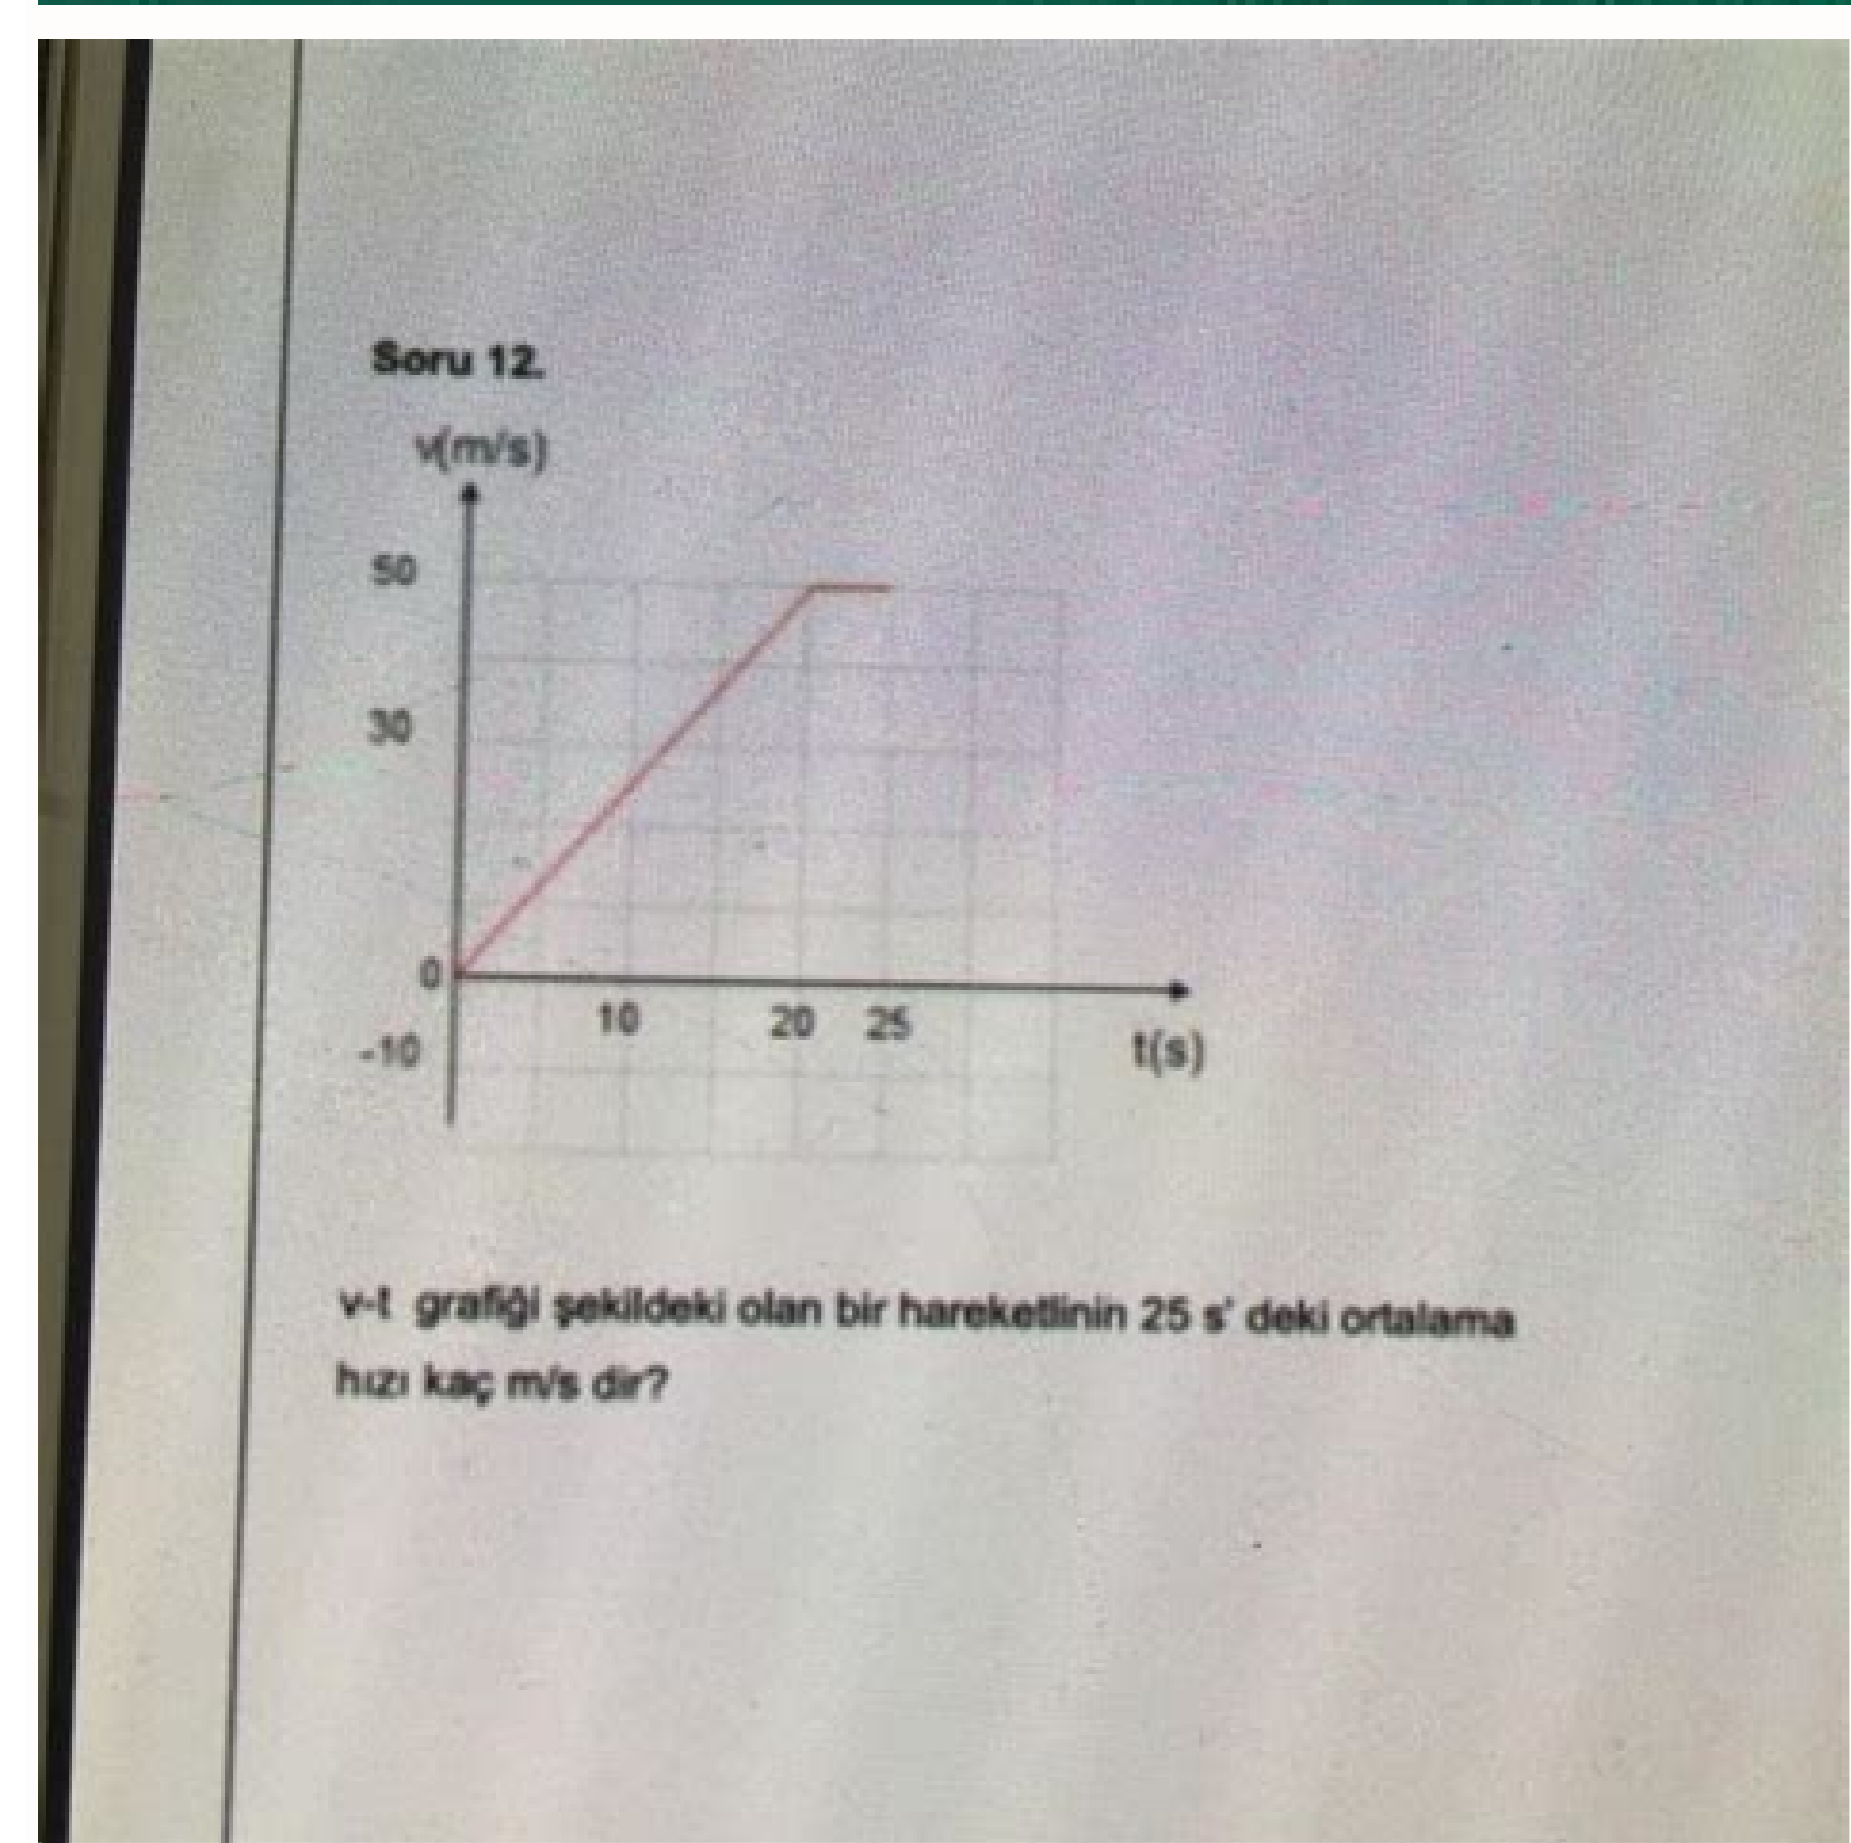 Soru 12.
v(m/s)
50
30
0
-10
10 20 25
t(s)
v-t grafiği şekildeki olan bir hareketlinin 25 s' deki ortalama
hızı kaç m/s dir?